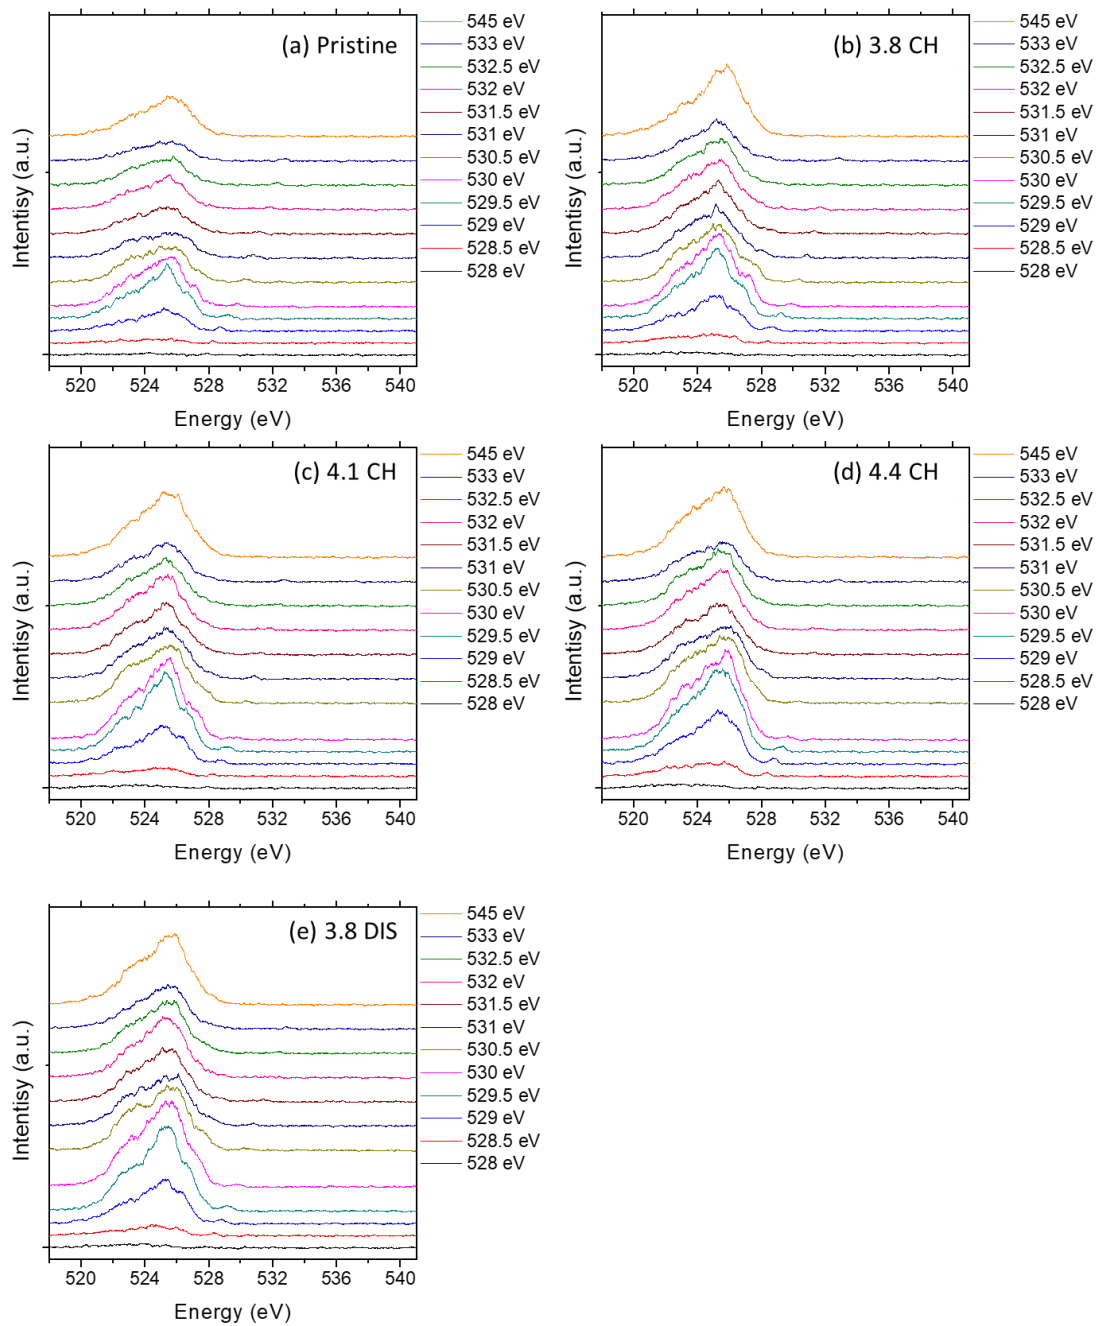 (a) Pristine
Intentisy (a.u.)
545 eV
533 eV
532.5 eV
532 eV
531.5 eV
531 eV
530.5 eV
530 eV
529.5 eV
529 eV
528.5 eV
528 eV
520 524 528 532 536 540
Energy (eV)
(b) 3.8 CH
Intentisy (a.u.)
545 eV
533 eV
532.5 eV
532 eV
531.5 eV
531 eV
530.5 eV
530 eV
529.5 eV
529 eV
528.5 eV
528 eV
520 524 528 532 536 540
Energy (eV)
(c) 4.1 CH
Intentisy (a.u.)
545 eV
533 eV
532.5 eV
532 eV
531.5 eV
531 eV
530.5 eV
530 eV
529.5 eV
529 eV
528.5 eV
528 eV
520 524 528 532 536 540
Energy (eV)
(d) 4.4 CH
Intentisy (a.u.)
545 eV
533 eV
532.5 eV
532 eV
531.5 eV
531 eV
530.5 eV
530 eV
529.5 eV
529 eV
528.5 eV
528 eV
520 524 528 532 536 540
Energy (eV)
(e) 3.8 DIS
Intentisy (a.u.)
545 eV
533 eV
532.5 eV
532 eV
531.5 eV
531 eV
530.5 eV
530 eV
529.5 eV
529 eV
528.5 eV
528 eV
520 524 528 532 536 540
Energy (eV)